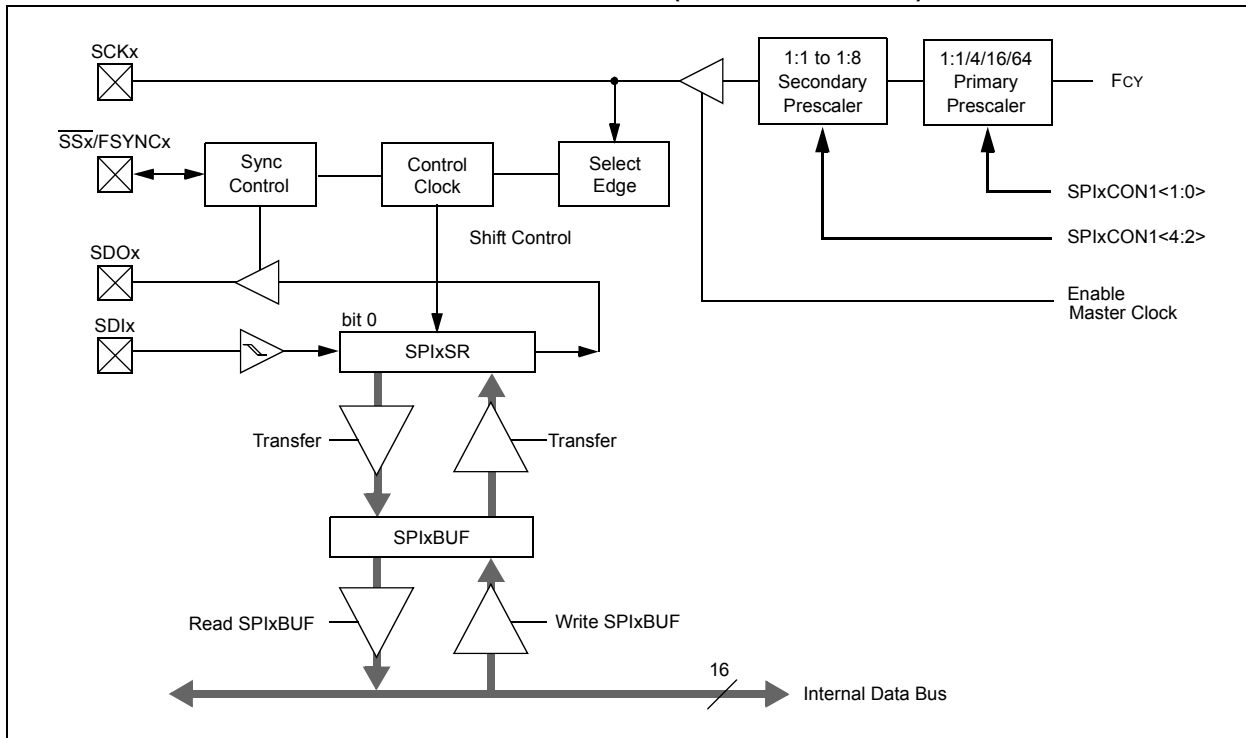 SCKx
1:1 to 1:8
Secondary
Prescaler
1:1/4/16/64
Primary
Prescaler
FCY
SSx/FSYNCx
Sync
Control
Control
Clock
Select
Edge
SPIxCON1<1:0>
Shift Control
SPIxCON1<4:2>
SDOx
Enable
Master Clock
SDIx
bit 0
SPIxSR
Transfer
Transfer
SPIxBUF
Read SPIxBUF
Write SPIxBUF
16
Internal Data Bus